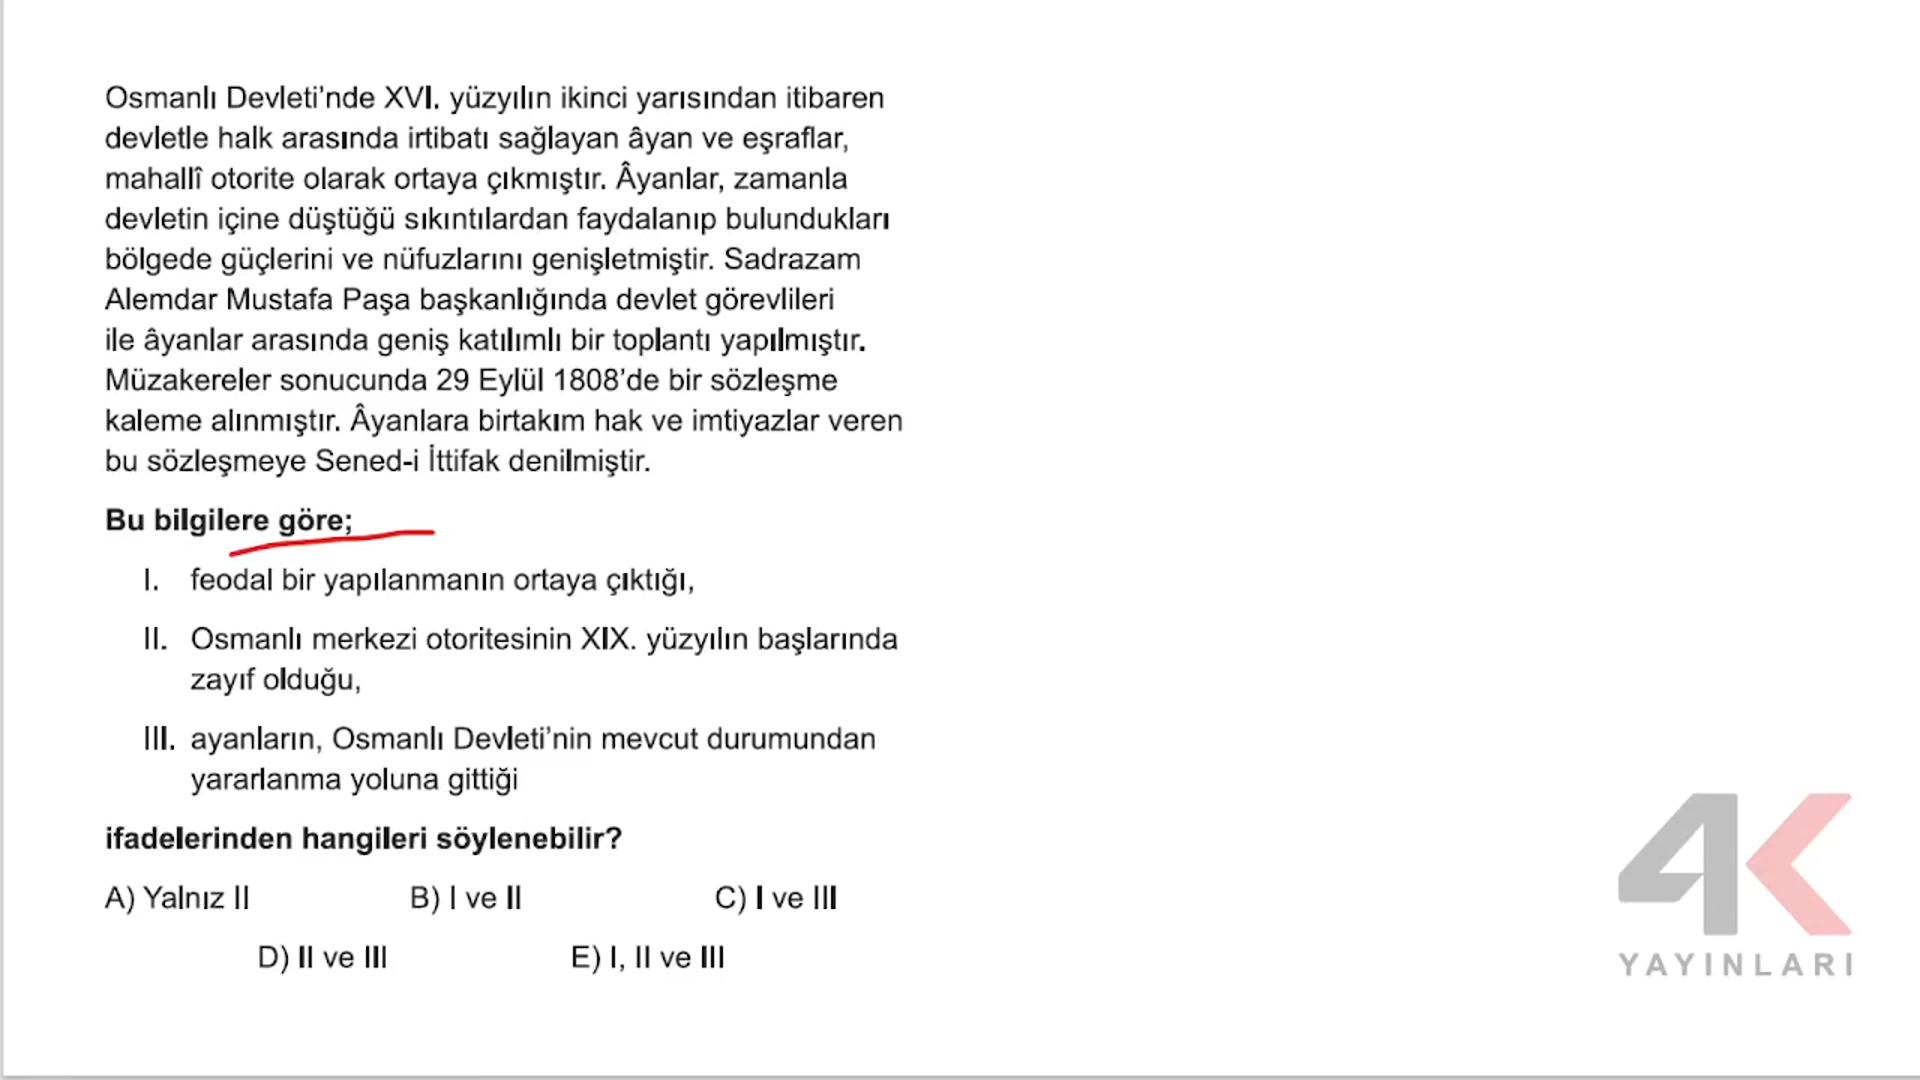 Osmanlı Devleti’nde XVI. yüzyılın ikinci yarısından itibaren
devletle halk arasında irtibatı sağlayan âyan ve eşraflar,
mahallî otorite olarak ortaya çıkmıştır. Âyanlar, zamanla
devletin içine düştüğü sıkıntılardan faydalanıp bulundukları
bölgede güçlerini ve nüfuzlarını genişletmiştir. Sadrazam
Alemdar Mustafa Paşa başkanlığında devlet görevlileri
ile âyanlar arasında geniş katılımlı bir toplantı yapılmıştır.
Müzakereler sonucunda 29 Eylül 1808’de bir sözleşme
kaleme alınmıştır. Âyanlara birtakım hak ve imtiyazlar veren
bu sözleşmeye Sened-i İttifak denilmiştir.
Bu bilgilere göre;
I. feodal bir yapılanmanın ortaya çıktığı,
II. Osmanlı merkezi otoritesinin XIX. yüzyılın başlarında
zayıf olduğu,
III. ayanların, Osmanlı Devleti’nin mevcut durumundan
yararlanma yoluna gittiği
ifadelerinden hangileri söylenebilir?
A) Yalnız II B) I ve II C) I ve III
D) II ve III E) I, II ve III
4K
YAYINLARI